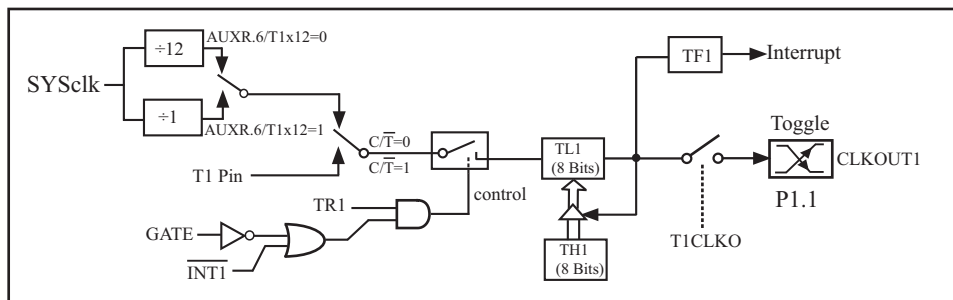 AUXR.6/T1x12=0
÷12
SYSclk
÷1
AUXR.6/T1x12=1
T1 Pin
C/T̅=0
C/T̅=1
TR1
control
GATE
I̅N̅T̅1̅
TL1
(8 Bits)
TH1
(8 Bits)
TF1
Interrupt
Toggle
CLKOUT1
P1.1
T1CLKO